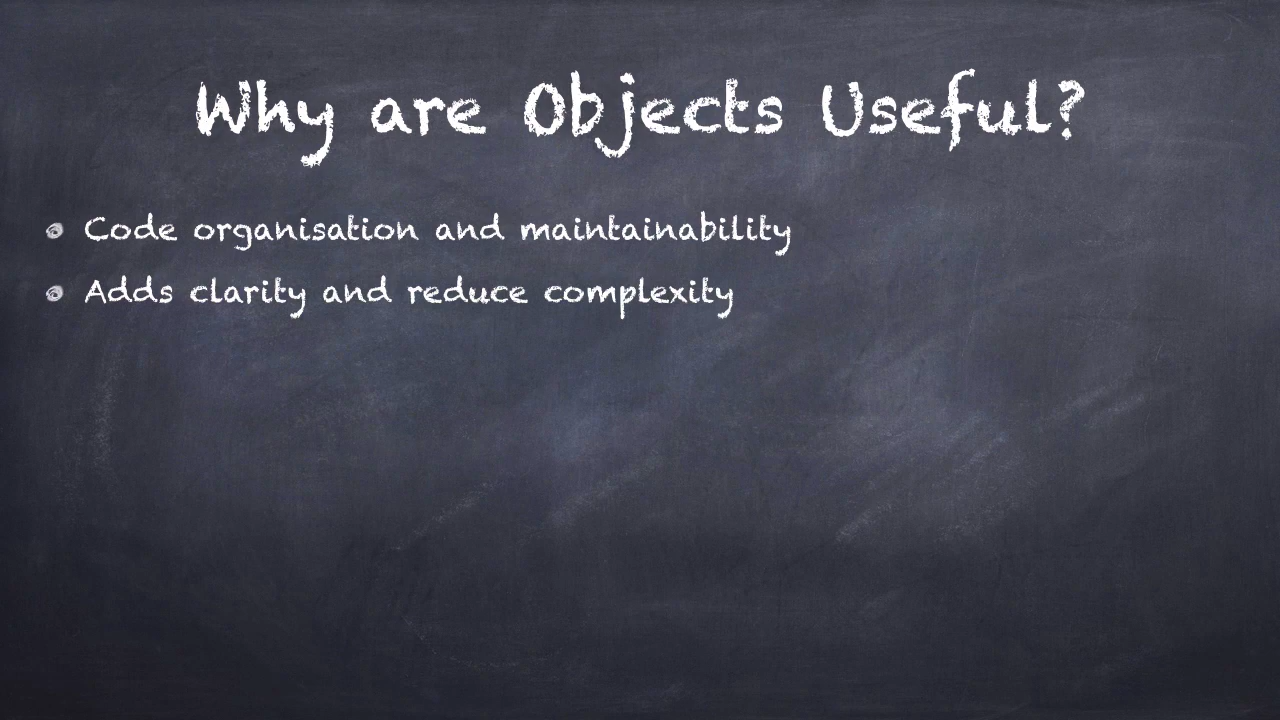 Why are Objects Useful?
Code organisation and maintainability
Adds clarity and reduce complexity